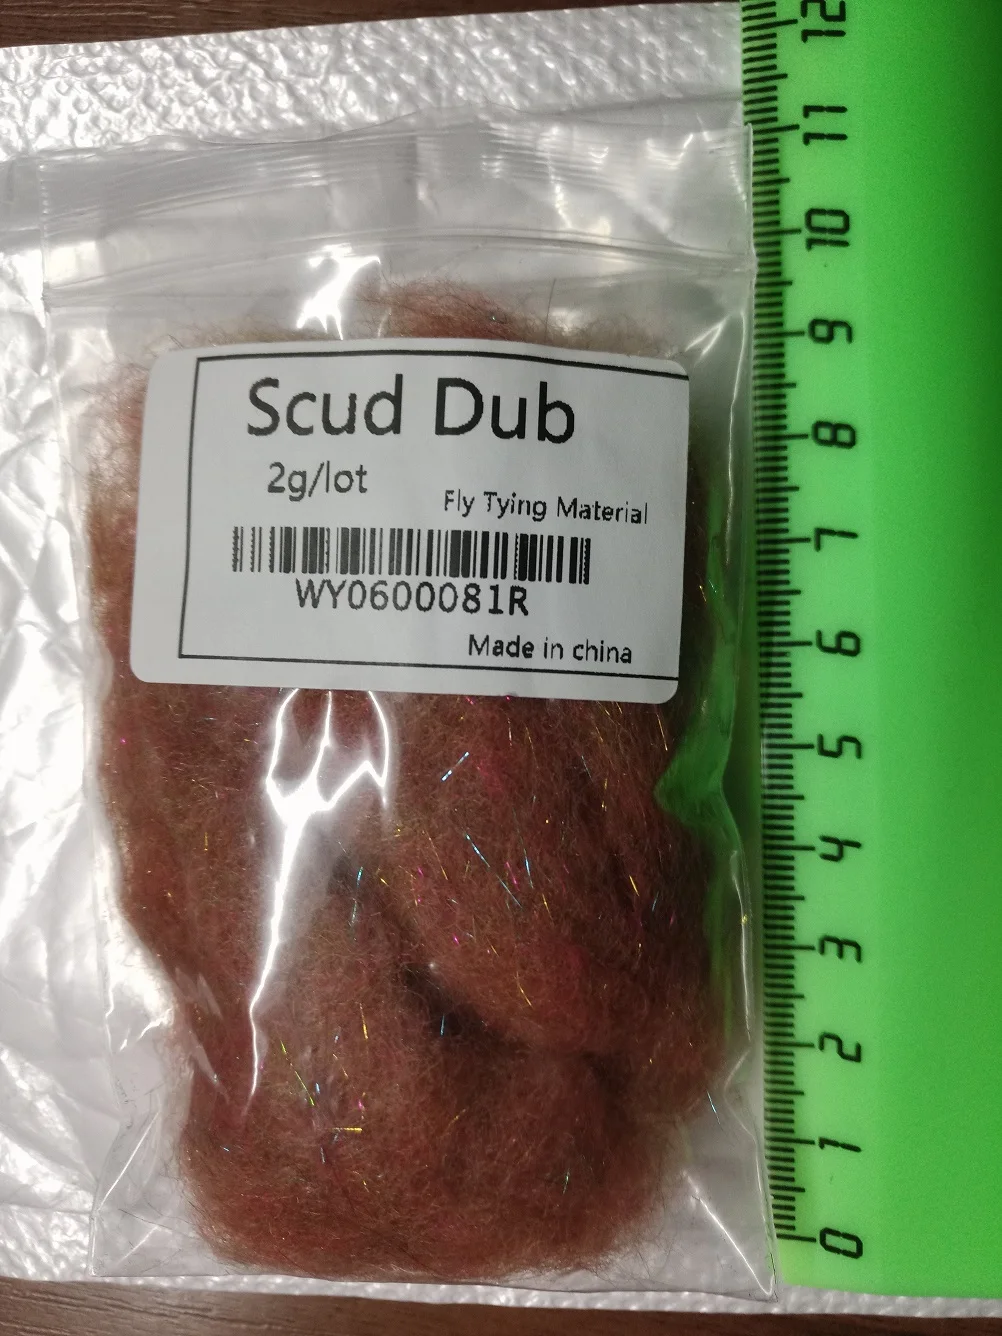 Scud Dub
2g/lot
Fly Tying Material
WY0600081R
Made in china
12
11
10
9
8
7
6
5
4
3
2
1
0